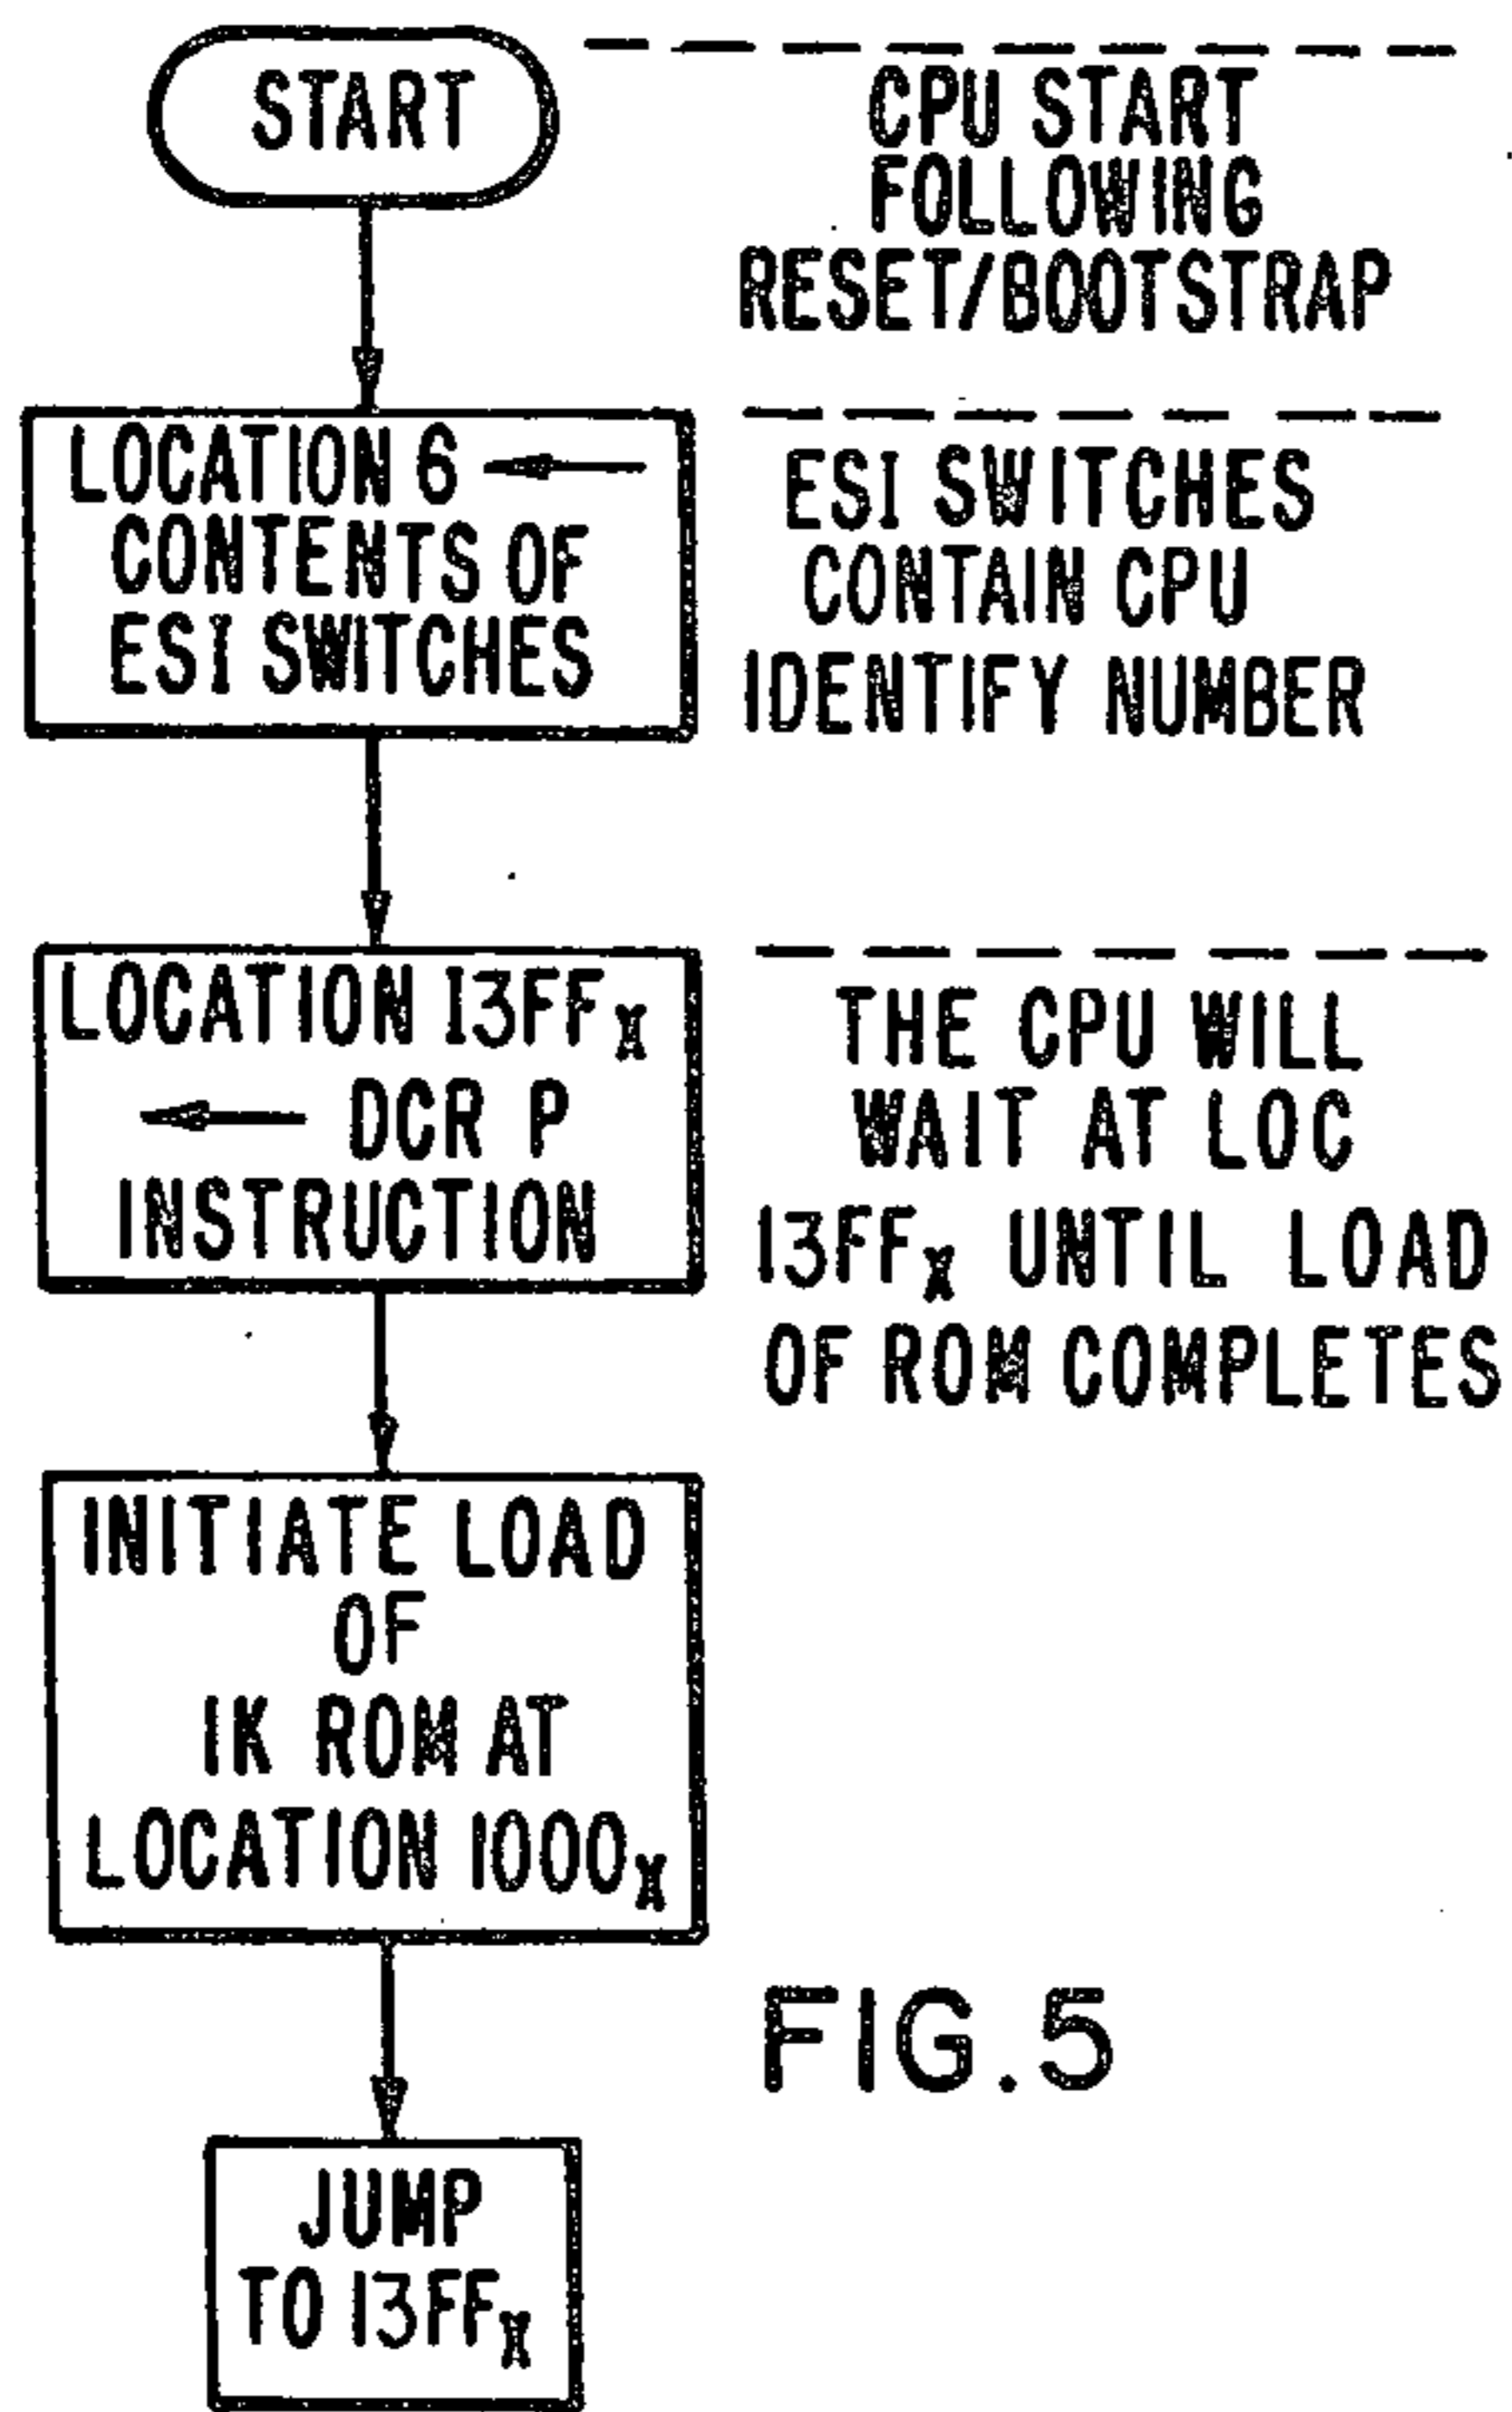 START
CPU START
FOLLOWING
RESET/BOOTSTRAP
LOCATION 6 ←
CONTENTS OF
ESI SWITCHES
ESI SWITCHES
CONTAIN CPU
IDENTIFY NUMBER
LOCATION 13FFX
← DCR P
INSTRUCTION
THE CPU WILL
WAIT AT LOC
13FFX UNTIL LOAD
OF ROM COMPLETES
INITIATE LOAD
OF
1K ROM AT
LOCATION 1000X
JUMP
TO 13FFX
FIG.5